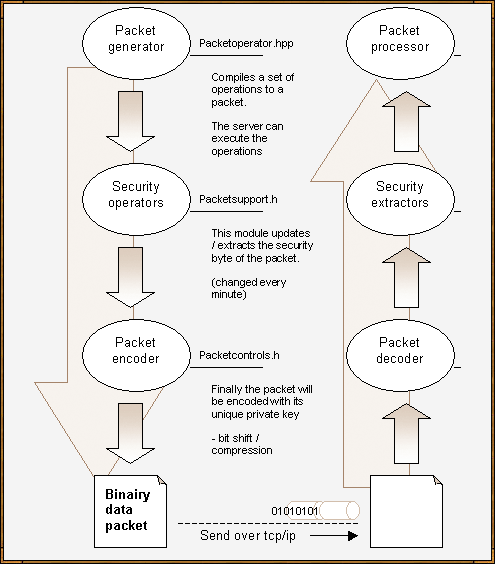 Packet
generator
Packetoperator.hpp
Compiles a set of
operations to a
packet.
The server can
execute the
operations
Security
operators
Packetsupport.h
This module updates
/ extracts the security
byte of the packet.
(changed every
minute)
Packet
encoder
Packetcontrols.h
Finally the packet will
be encoded with its
unique private key
- bit shift /
compression
Binairy
data
packet
01010101
Send over tcp/ip
Packet
processor
Security
extractors
Packet
decoder